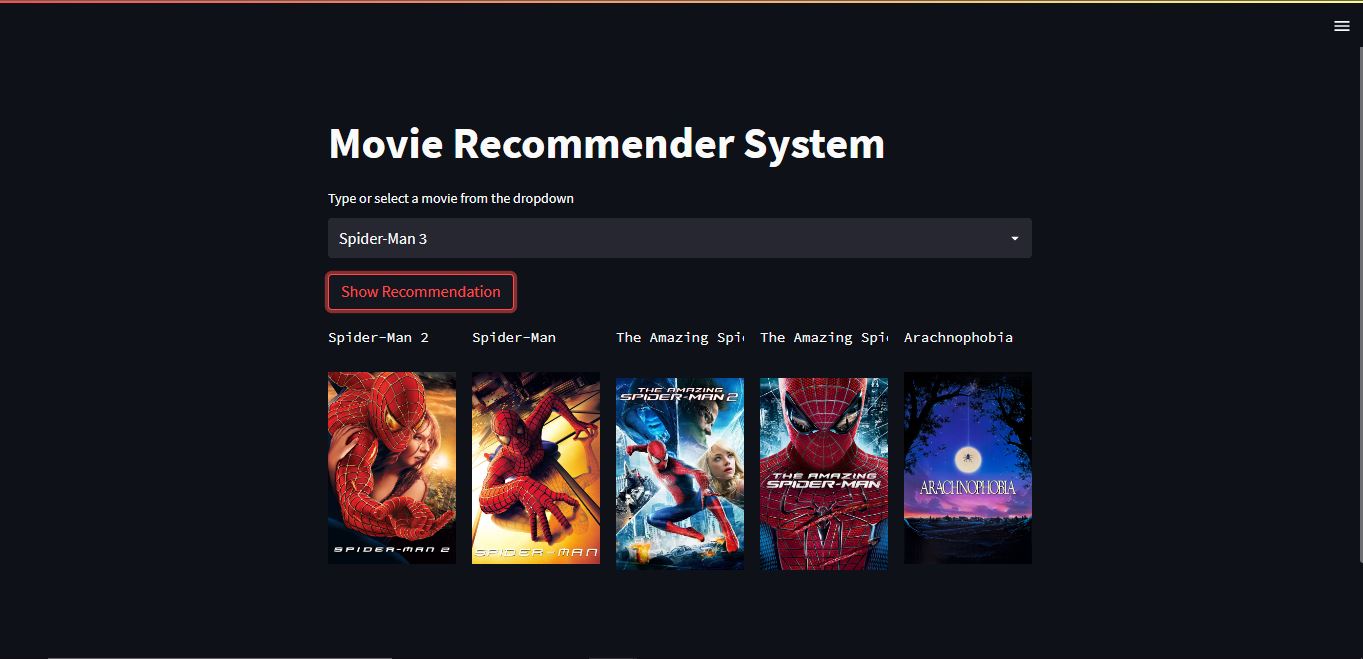 Movie Recommender System
Type or select a movie from the dropdown
Spider-Man 3
Show Recommendation
Spider-Man 2
Spider-Man
The Amazing Spi
The Amazing Spi
Arachnophobia
SPIDER-MAN 2
SPIDER-MAN
THE AMAZING
SPIDER-MAN 2
THE AMAZING
SPIDER-MAN
ARACHNOPHOBIA